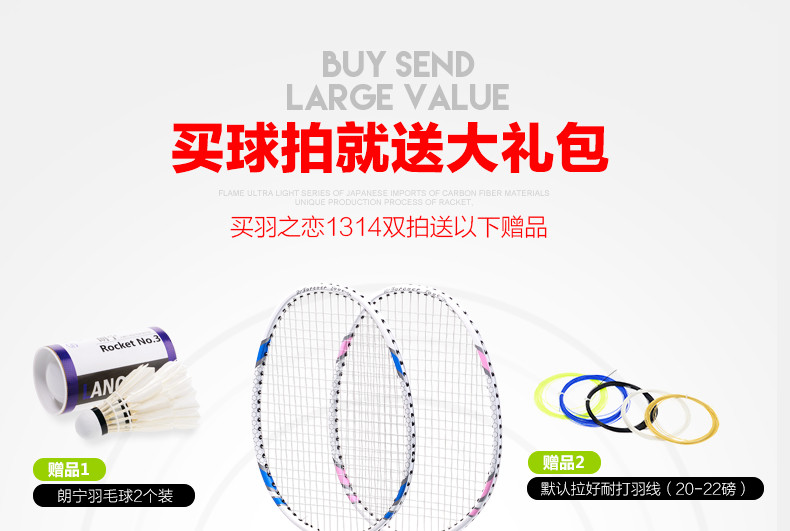 BUY SEND
LARGE VALUE
买球拍就送大礼包
FLAME ULTRA LIGHT SERIES OF JAPANESE IMPORTS OF CARBON FIBER MATERIALS
UNIQUE PRODUCTION PROCESS OF RACKET,
买羽之恋1314双拍送以下赠品
Rocket No.3
赠品1
朗宁羽毛球2个装
赠品2
默认拉好耐打羽线（20-22磅）